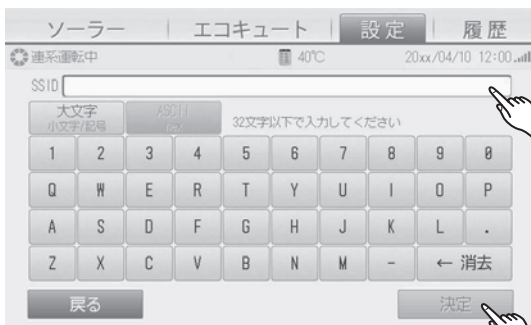 ソーラー エコキュート 設定 履歴
連系運転中 40℃ 20xx/04/10 12:00
SSID
大文字 ASCII 32文字以下で入力してください
小文字/記号
1 2 3 4 5 6 7 8 9 0
Q W E R T Y U I O P
A S D F G H J K L .
Z X C V B N M - ← 消去
戻る 決定